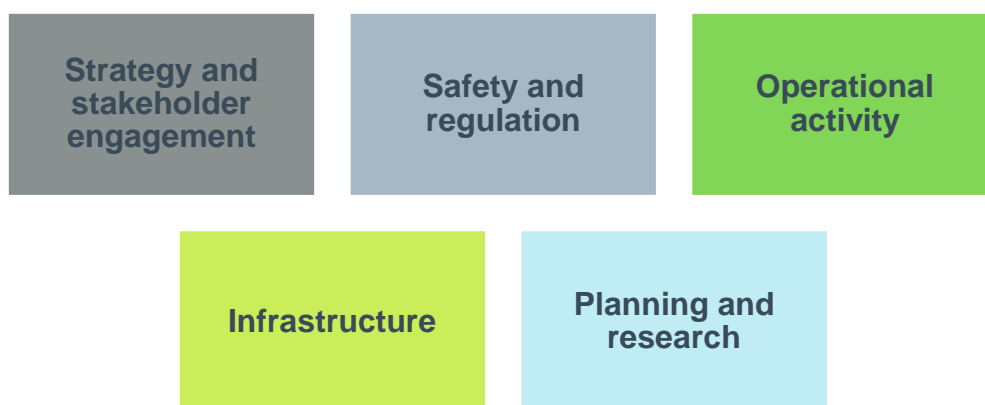 Strategy and
stakeholder
engagement
Safety and
regulation
Operational
activity
Infrastructure
Planning and
research